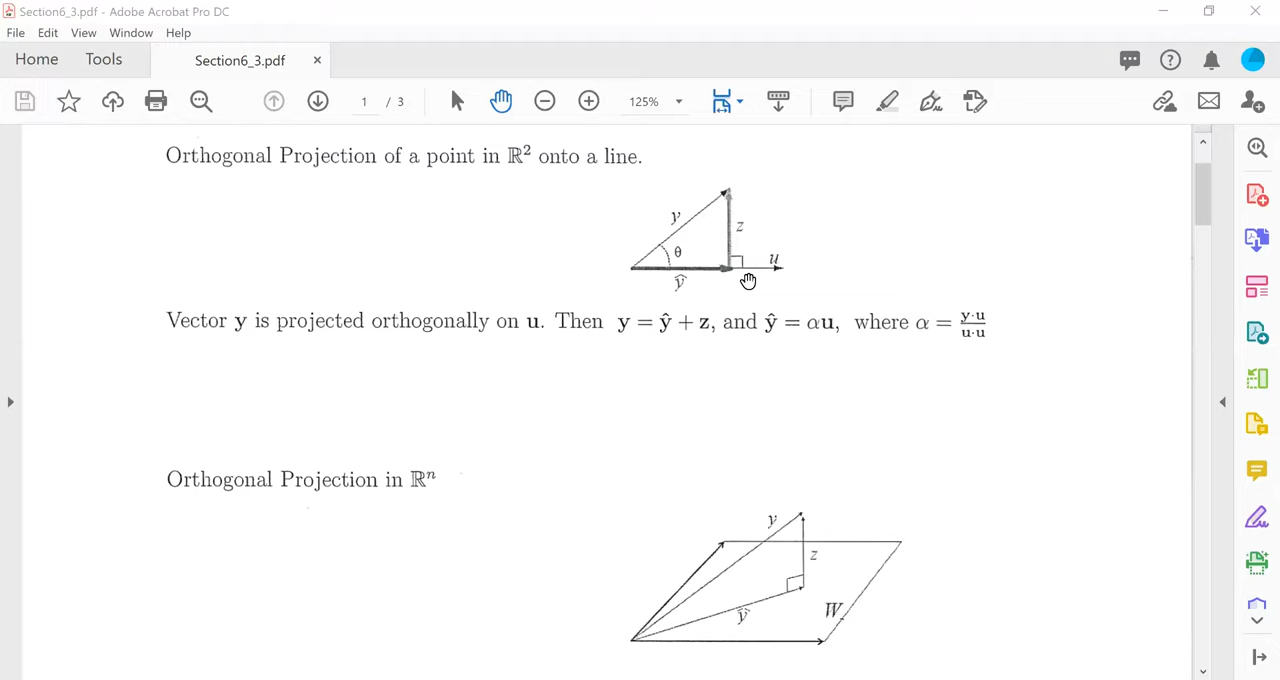 Section6_3.pdf - Adobe Acrobat Pro DC
File Edit View Window Help
Home Tools Section6_3.pdf ×
1 / 3 125%
Orthogonal Projection of a point in ℝ² onto a line.
y
z
θ
u
ŷ
Vector y is projected orthogonally on u. Then y = ŷ + z, and ŷ = αu, where α = y·u/u·u
Orthogonal Projection in ℝⁿ
y
z
ŷ
W